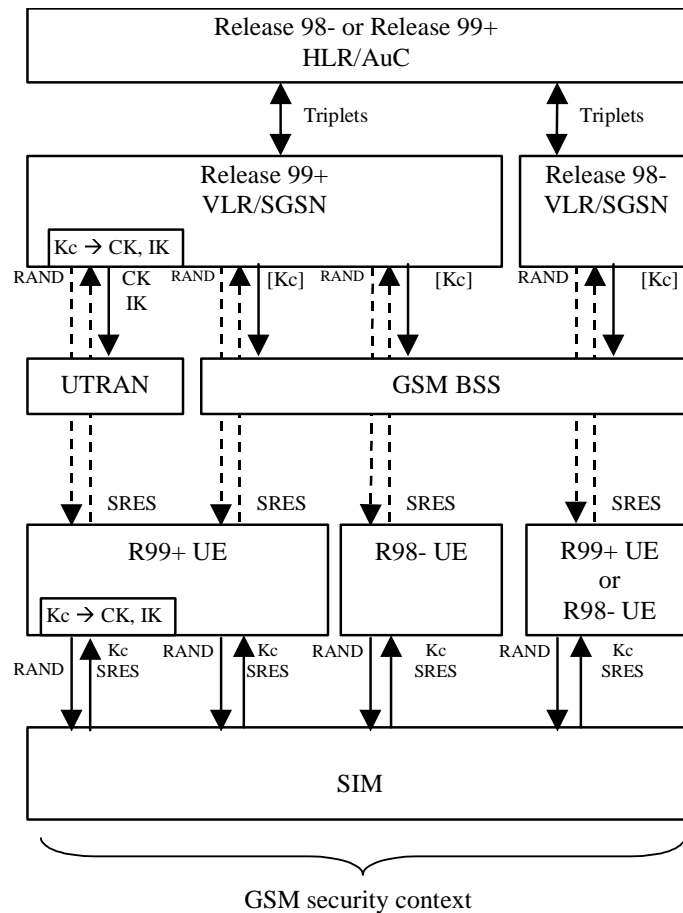 Release 98- or Release 99+
HLR/AuC
Triplets
Triplets
Release 99+
VLR/SGSN
Release 98-
VLR/SGSN
Kc → CK, IK
RAND
CK
IK
RAND
[Kc]
RAND
[Kc]
RAND
[Kc]
UTRAN
GSM BSS
SRES
SRES
SRES
SRES
R99+ UE
R98- UE
R99+ UE
or
R98- UE
Kc → CK, IK
RAND
Kc
SRES
RAND
Kc
SRES
RAND
Kc
SRES
RAND
Kc
SRES
SIM
GSM security context